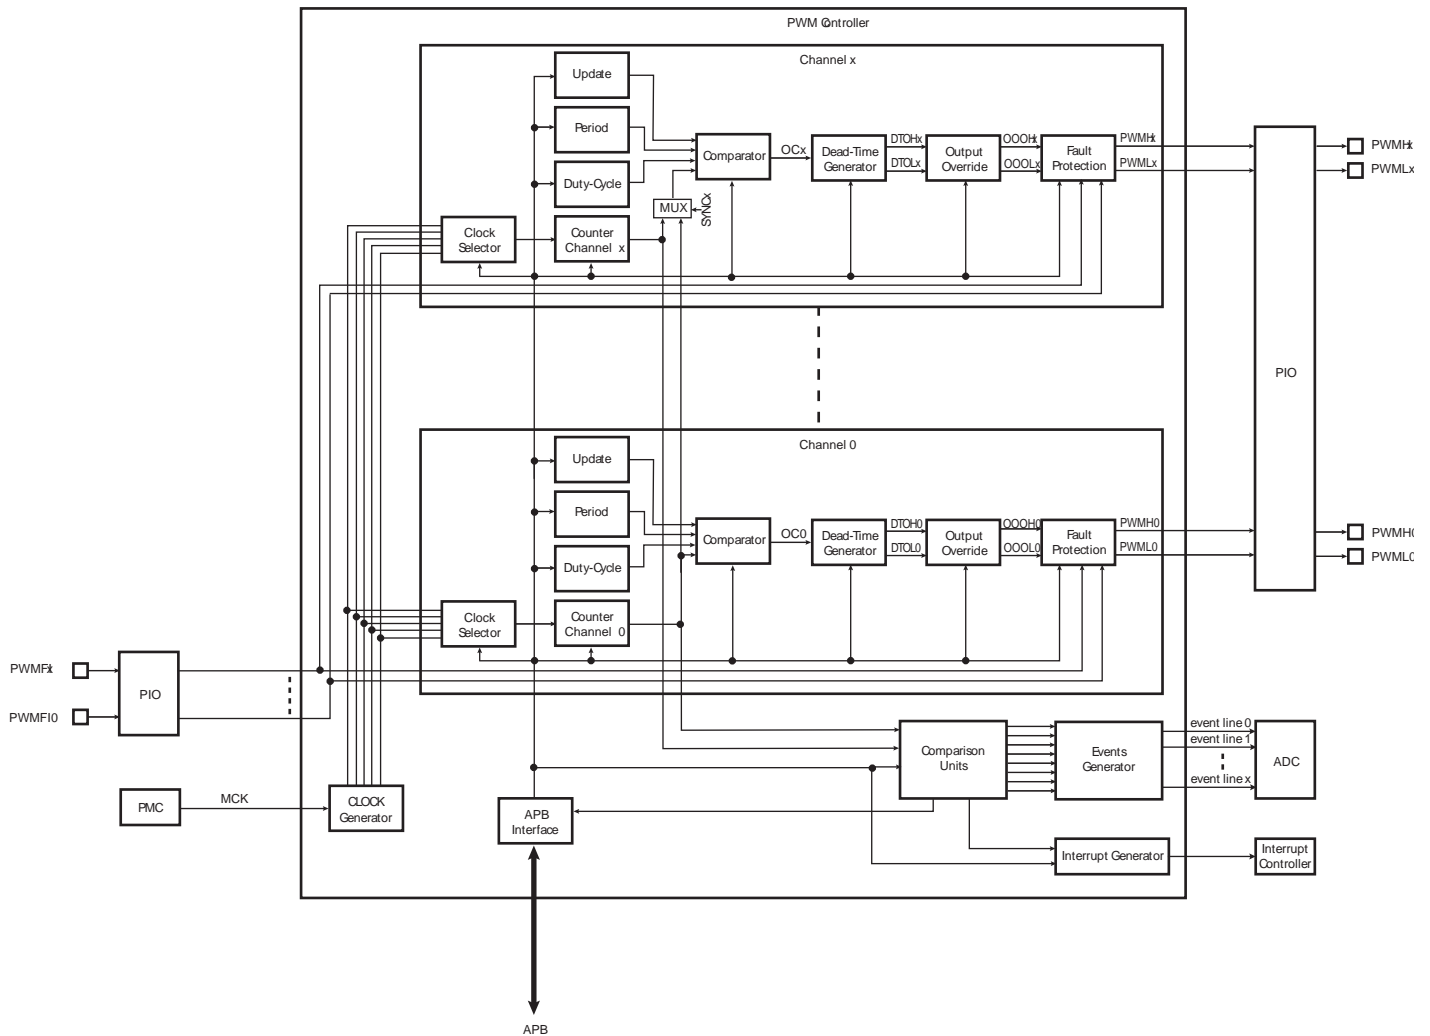 PWM Controller
Channel x
Update
Period
Duty-Cycle
Comparator
OCx
Dead-Time
Generator
DTOHx
DTOLx
Output
Override
OOOHx
OOOLx
Fault
Protection
PWMHx
PWMLx
PWMHx
PWMLx
MUX
SYNCx
Clock
Selector
Counter
Channel x
PIO
Channel 0
Update
Period
Duty-Cycle
Comparator
OC0
Dead-Time
Generator
DTOH0
DTOL0
Output
Override
OOOH0
OOOL0
Fault
Protection
PWMH0
PWML0
PWMH0
PWML0
Clock
Selector
Counter
Channel 0
PWMFIx
PWMFI0
PIO
Comparison
Units
Events
Generator
event line 0
event line 1
event line x
ADC
PMC
MCK
CLOCK
Generator
APB
Interface
Interrupt Generator
Interrupt
Controller
APB